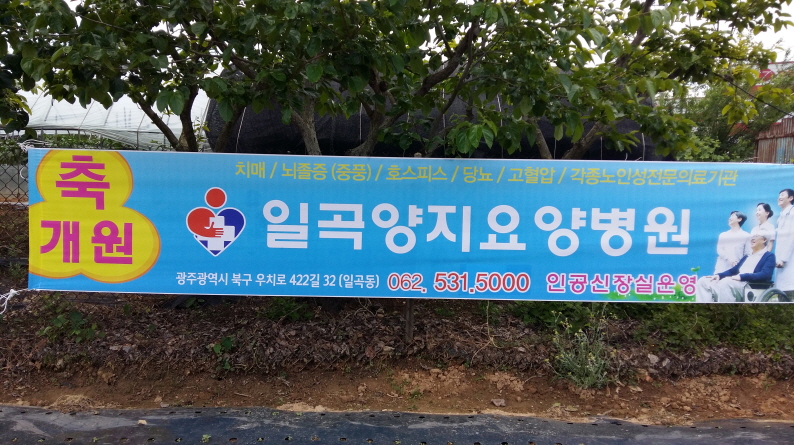 축
개원
치매 / 뇌졸증 (중풍) / 호스피스 / 당뇨 / 고혈압 / 각종노인성전문의료기관
일곡양지요양병원
광주광역시 북구 우치로 422길 32 (일곡동) 062. 531.5000 인공신장실운영